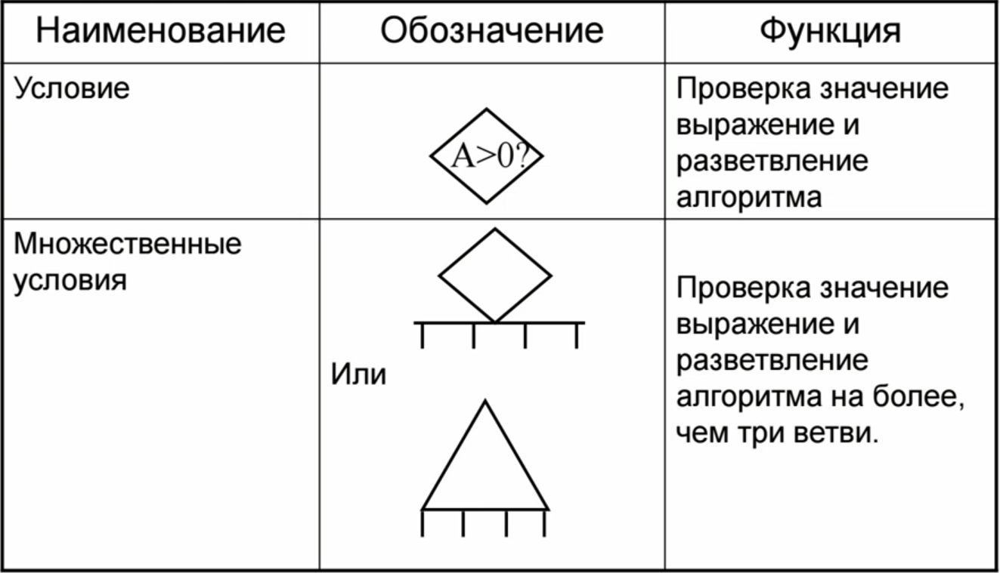 Наименование
Обозначение
Функция
Условие
A>0?
Проверка значение
выражение и
разветвление
алгоритма
Множественные
условия
Или
Проверка значение
выражение и
разветвление
алгоритма на более,
чем три ветви.